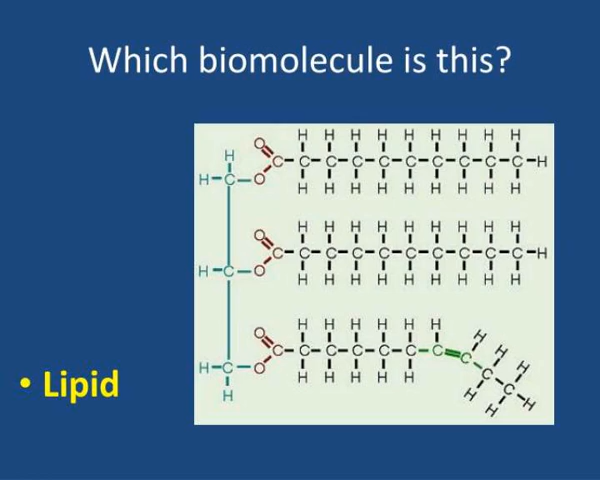 Which biomolecule is this?
H H H H H H H H H
O
H
C C C C C C C C C C H
H C O
H H H H H H H H H
H H H H H H H H H
O
C C C C C C C C C C H
H C O
H H H H H H H H H
H H H H H H
O
H
C C C C C C C C H H
H C O
H H H H H
C C
H H H
H
• Lipid